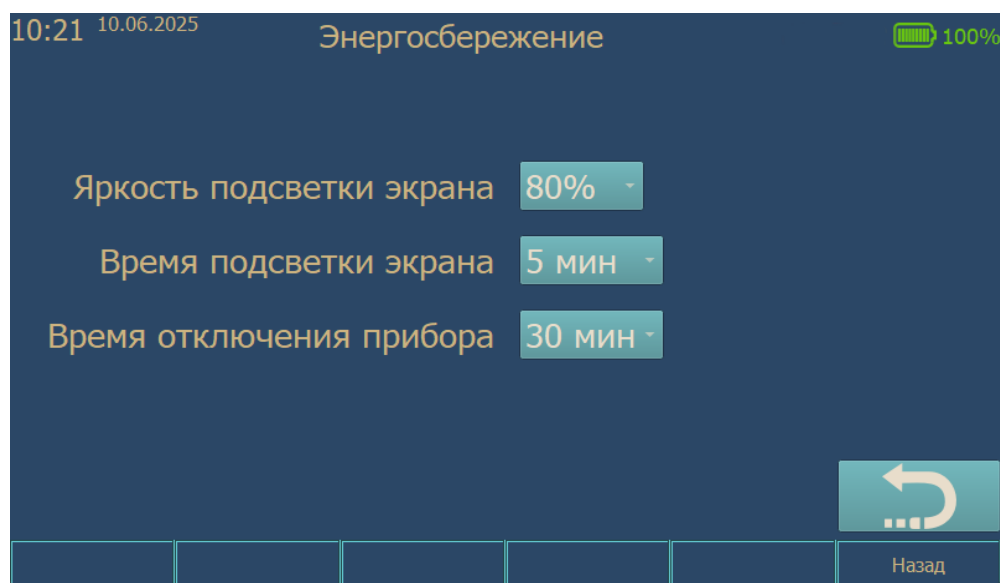 10:21 10.06.2025 Энергосбережение 100%
Яркость подсветки экрана 80%
Время подсветки экрана 5 мин
Время отключения прибора 30 мин
Назад